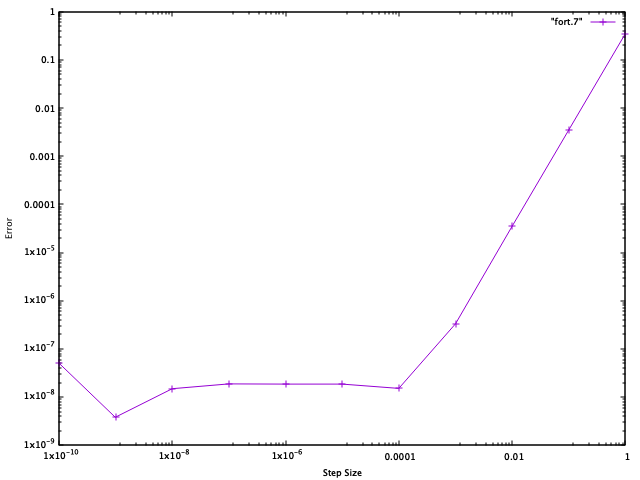 1
"fort.7"
0.1
0.01
0.001
0.0001
1x10⁻⁵
1x10⁻⁶
1x10⁻⁷
1x10⁻⁸
1x10⁻⁹
Error
1x10⁻¹⁰ 1x10⁻⁸ 1x10⁻⁶ 0.0001 0.01 1
Step Size